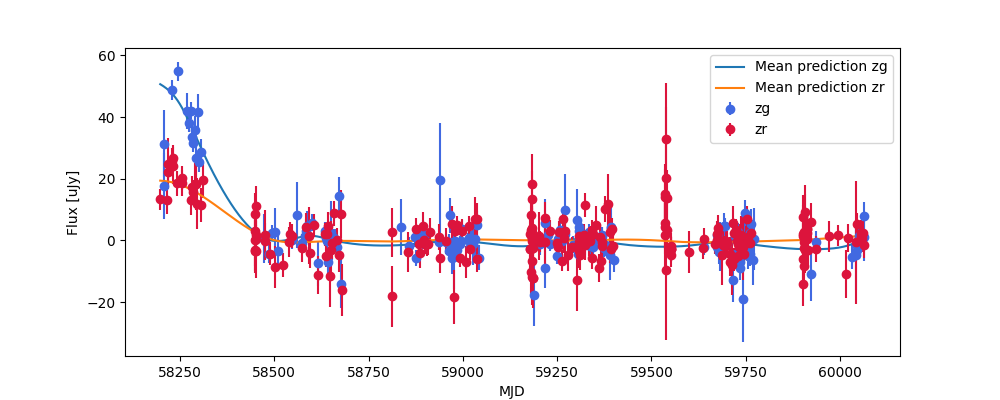 60
40
20
0
−20
Flux [uJy]
Mean prediction zg
Mean prediction zr
zg
zr
58250 58500 58750 59000 59250 59500 59750 60000
MJD